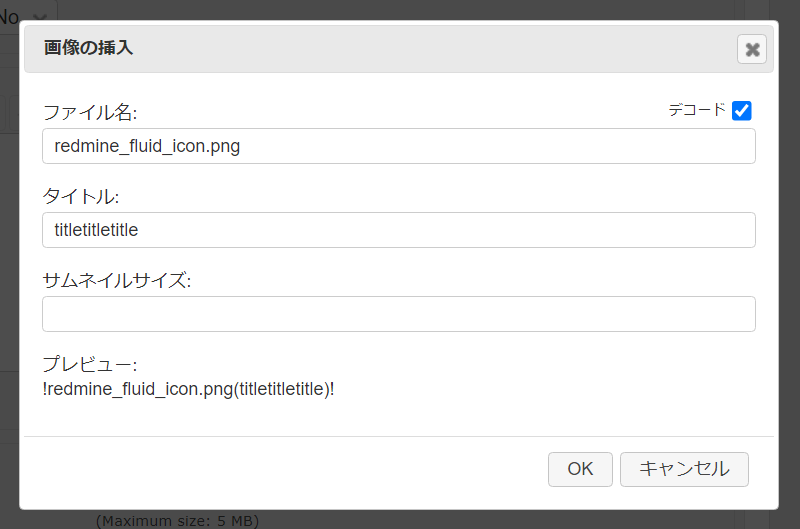 No
画像の挿入
ファイル名:
デコード
redmine_fluid_icon.png
タイトル:
titletitletitle
サムネイルサイズ:
プレビュー:
!redmine_fluid_icon.png(titletitletitle)!
OK
キャンセル
(Maximum size: 5 MB)